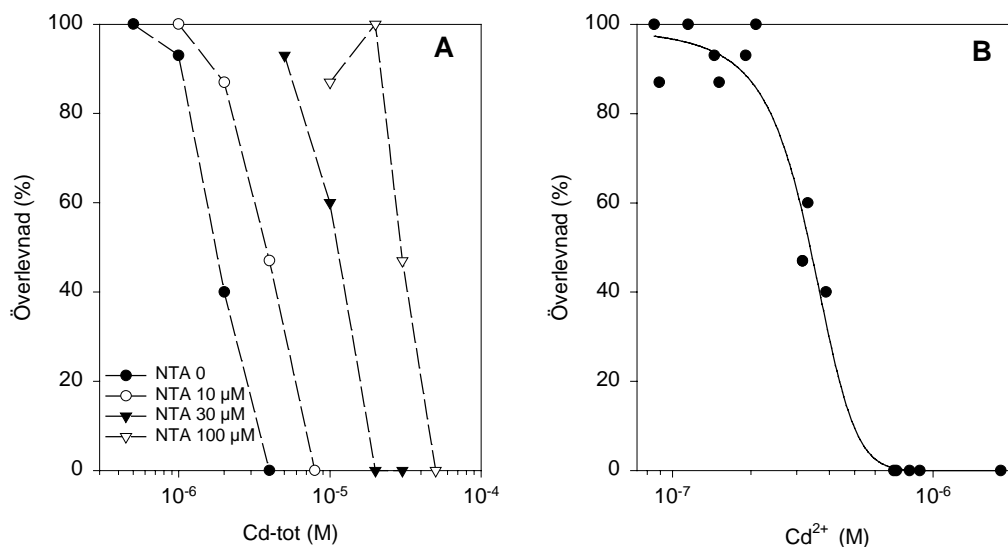 A
Överlevnad (%)
100
80
60
40
20
0
NTA 0
NTA 10 µM
NTA 30 µM
NTA 100 µM
10⁻⁶
10⁻⁵
10⁻⁴
Cd-tot (M)
B
Överlevnad (%)
100
80
60
40
20
0
10⁻⁷
10⁻⁶
Cd²⁺ (M)